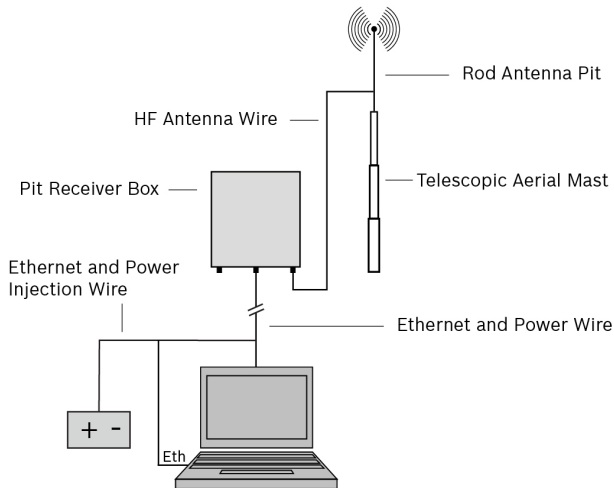 Rod Antenna Pit
HF Antenna Wire
Telescopic Aerial Mast
Pit Receiver Box
Ethernet and Power
Injection Wire
Ethernet and Power Wire
+ -
Eth